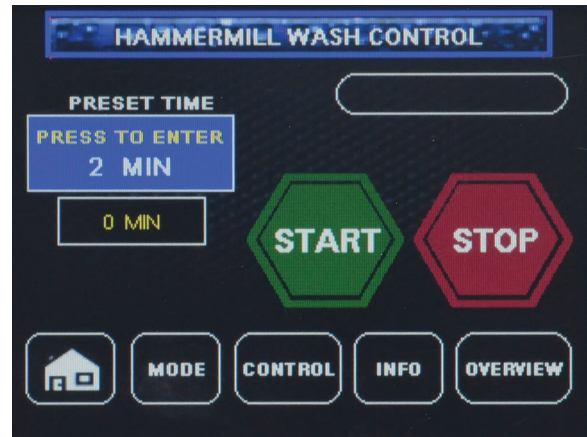 HAMMERMILL WASH CONTROL
PRESET TIME
PRESS TO ENTER
2 MIN
0 MIN
START
STOP
MODE
CONTROL
INFO
OVERVIEW